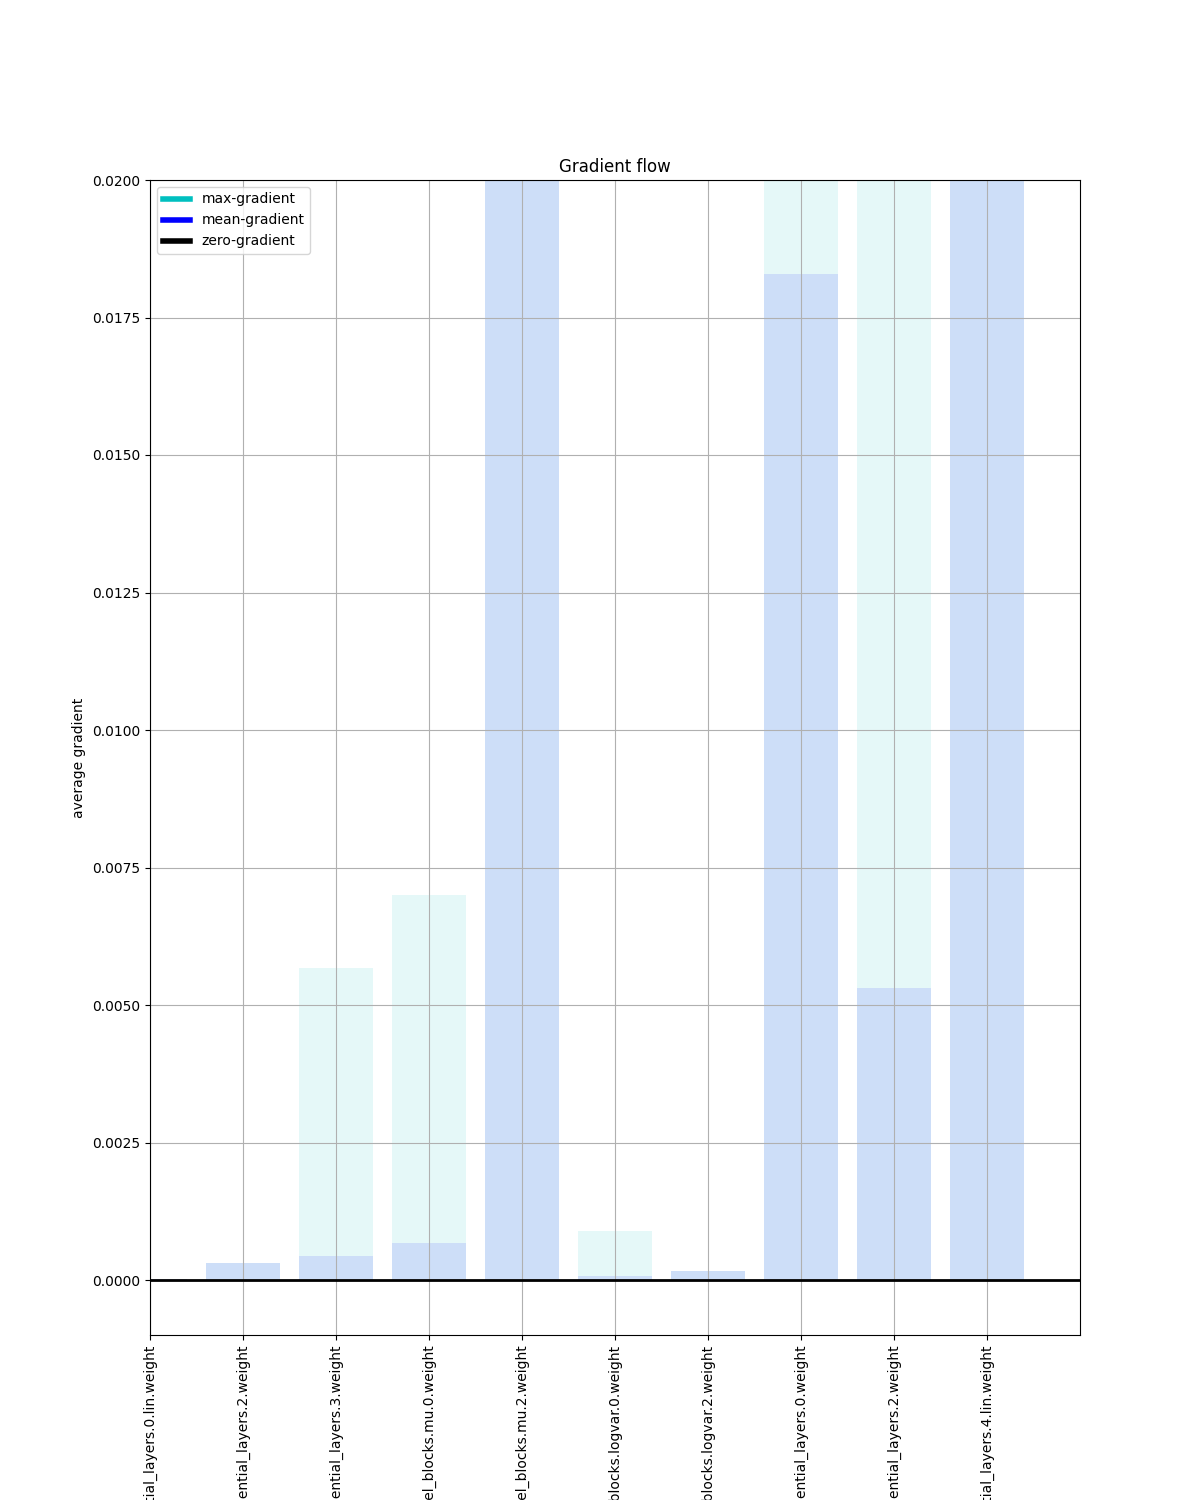 Gradient flow
max-gradient
mean-gradient
zero-gradient
0.0200
0.0175
0.0150
0.0125
0.0100
0.0075
0.0050
0.0025
0.0000
average gradient
tial_layers.0.lin.weight
ential_layers.2.weight
ential_layers.3.weight
el_blocks.mu.0.weight
el_blocks.mu.2.weight
blocks.logvar.0.weight
blocks.logvar.2.weight
ential_layers.0.weight
ential_layers.2.weight
tial_layers.4.lin.weight